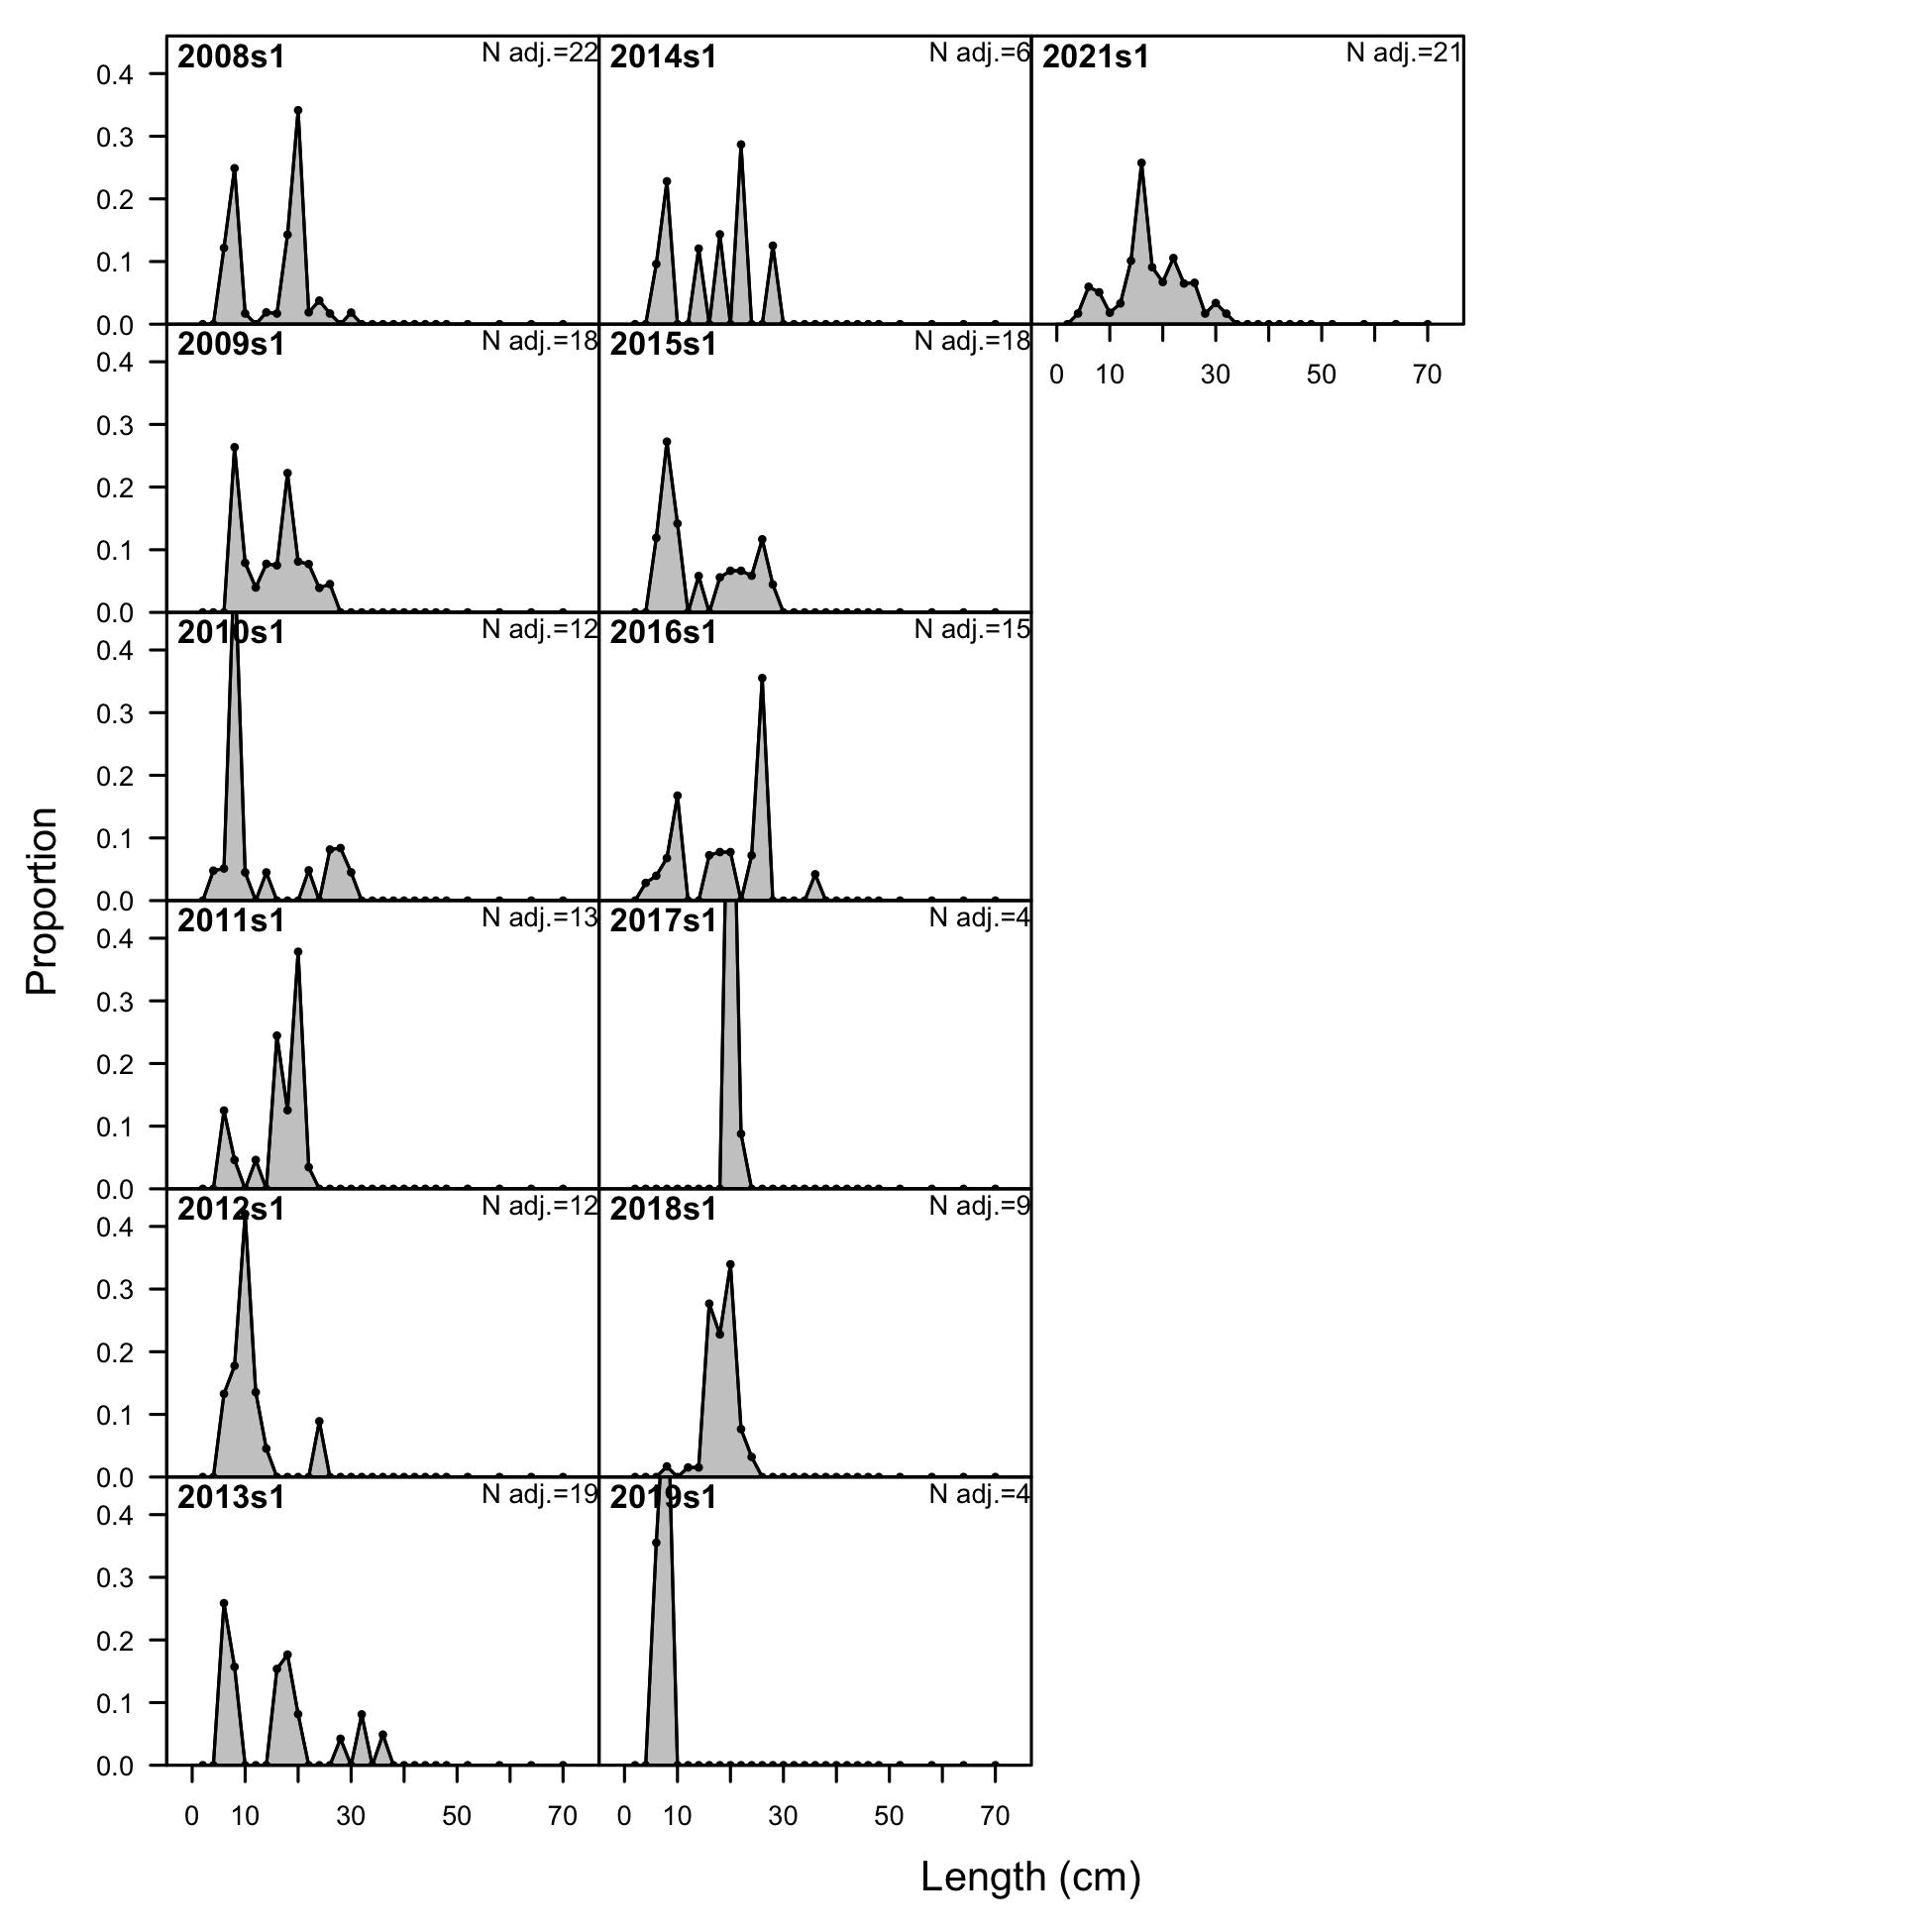 2008s1 N adj.=22
2014s1 N adj.=6
2021s1 N adj.=21
0.4
0.3
0.2
0.1
0.0
0 10 30 50 70
2009s1 N adj.=18
2015s1 N adj.=18
0.4
0.3
0.2
0.1
0.0
2010s1 N adj.=12
2016s1 N adj.=15
0.4
0.3
0.2
0.1
0.0
2011s1 N adj.=13
2017s1 N adj.=4
0.4
0.3
0.2
0.1
0.0
2012s1 N adj.=12
2018s1 N adj.=9
0.4
0.3
0.2
0.1
0.0
2013s1 N adj.=19
2019s1 N adj.=4
0.4
0.3
0.2
0.1
0.0
0 10 30 50 70
0 10 30 50 70
Proportion
Length (cm)